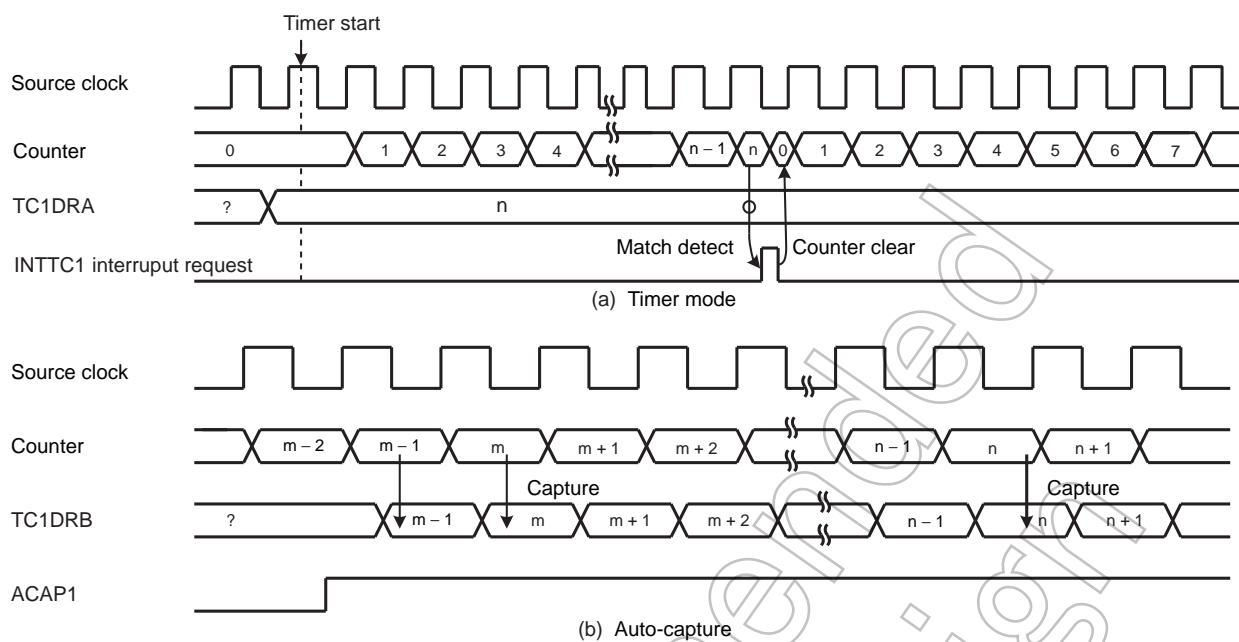 Timer start
Source clock
Counter 0 1 2 3 4 n – 1 n 0 1 2 3 4 5 6 7
TC1DRA ? n
Match detect Counter clear
INTTC1 interruput request
(a) Timer mode
Source clock
Counter m – 2 m – 1 m m + 1 m + 2 n – 1 n n + 1
Capture Capture
TC1DRB ? m – 1 m m + 1 m + 2 n – 1 n n + 1
ACAP1
(b) Auto-capture